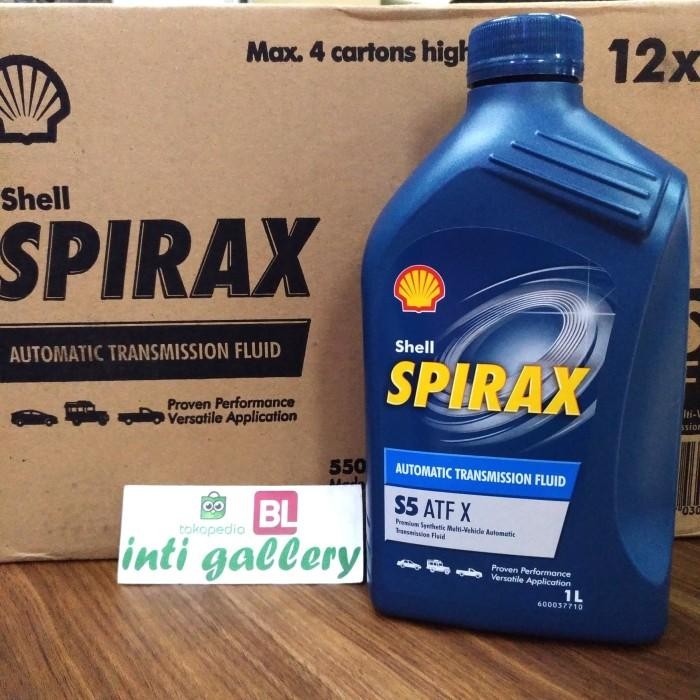 Max. 4 cartons high
12x
Shell
SPIRAX
AUTOMATIC TRANSMISSION FLUID
Proven Performance
Versatile Application
550
tokopedia
BL
inti gallery
Shell
SPIRAX
AUTOMATIC TRANSMISSION FLUID
S5 ATF X
Premium Synthetic Multi-Vehicle Automatic
Transmission Fluid
Proven Performance
Versatile Application
1L
600037710